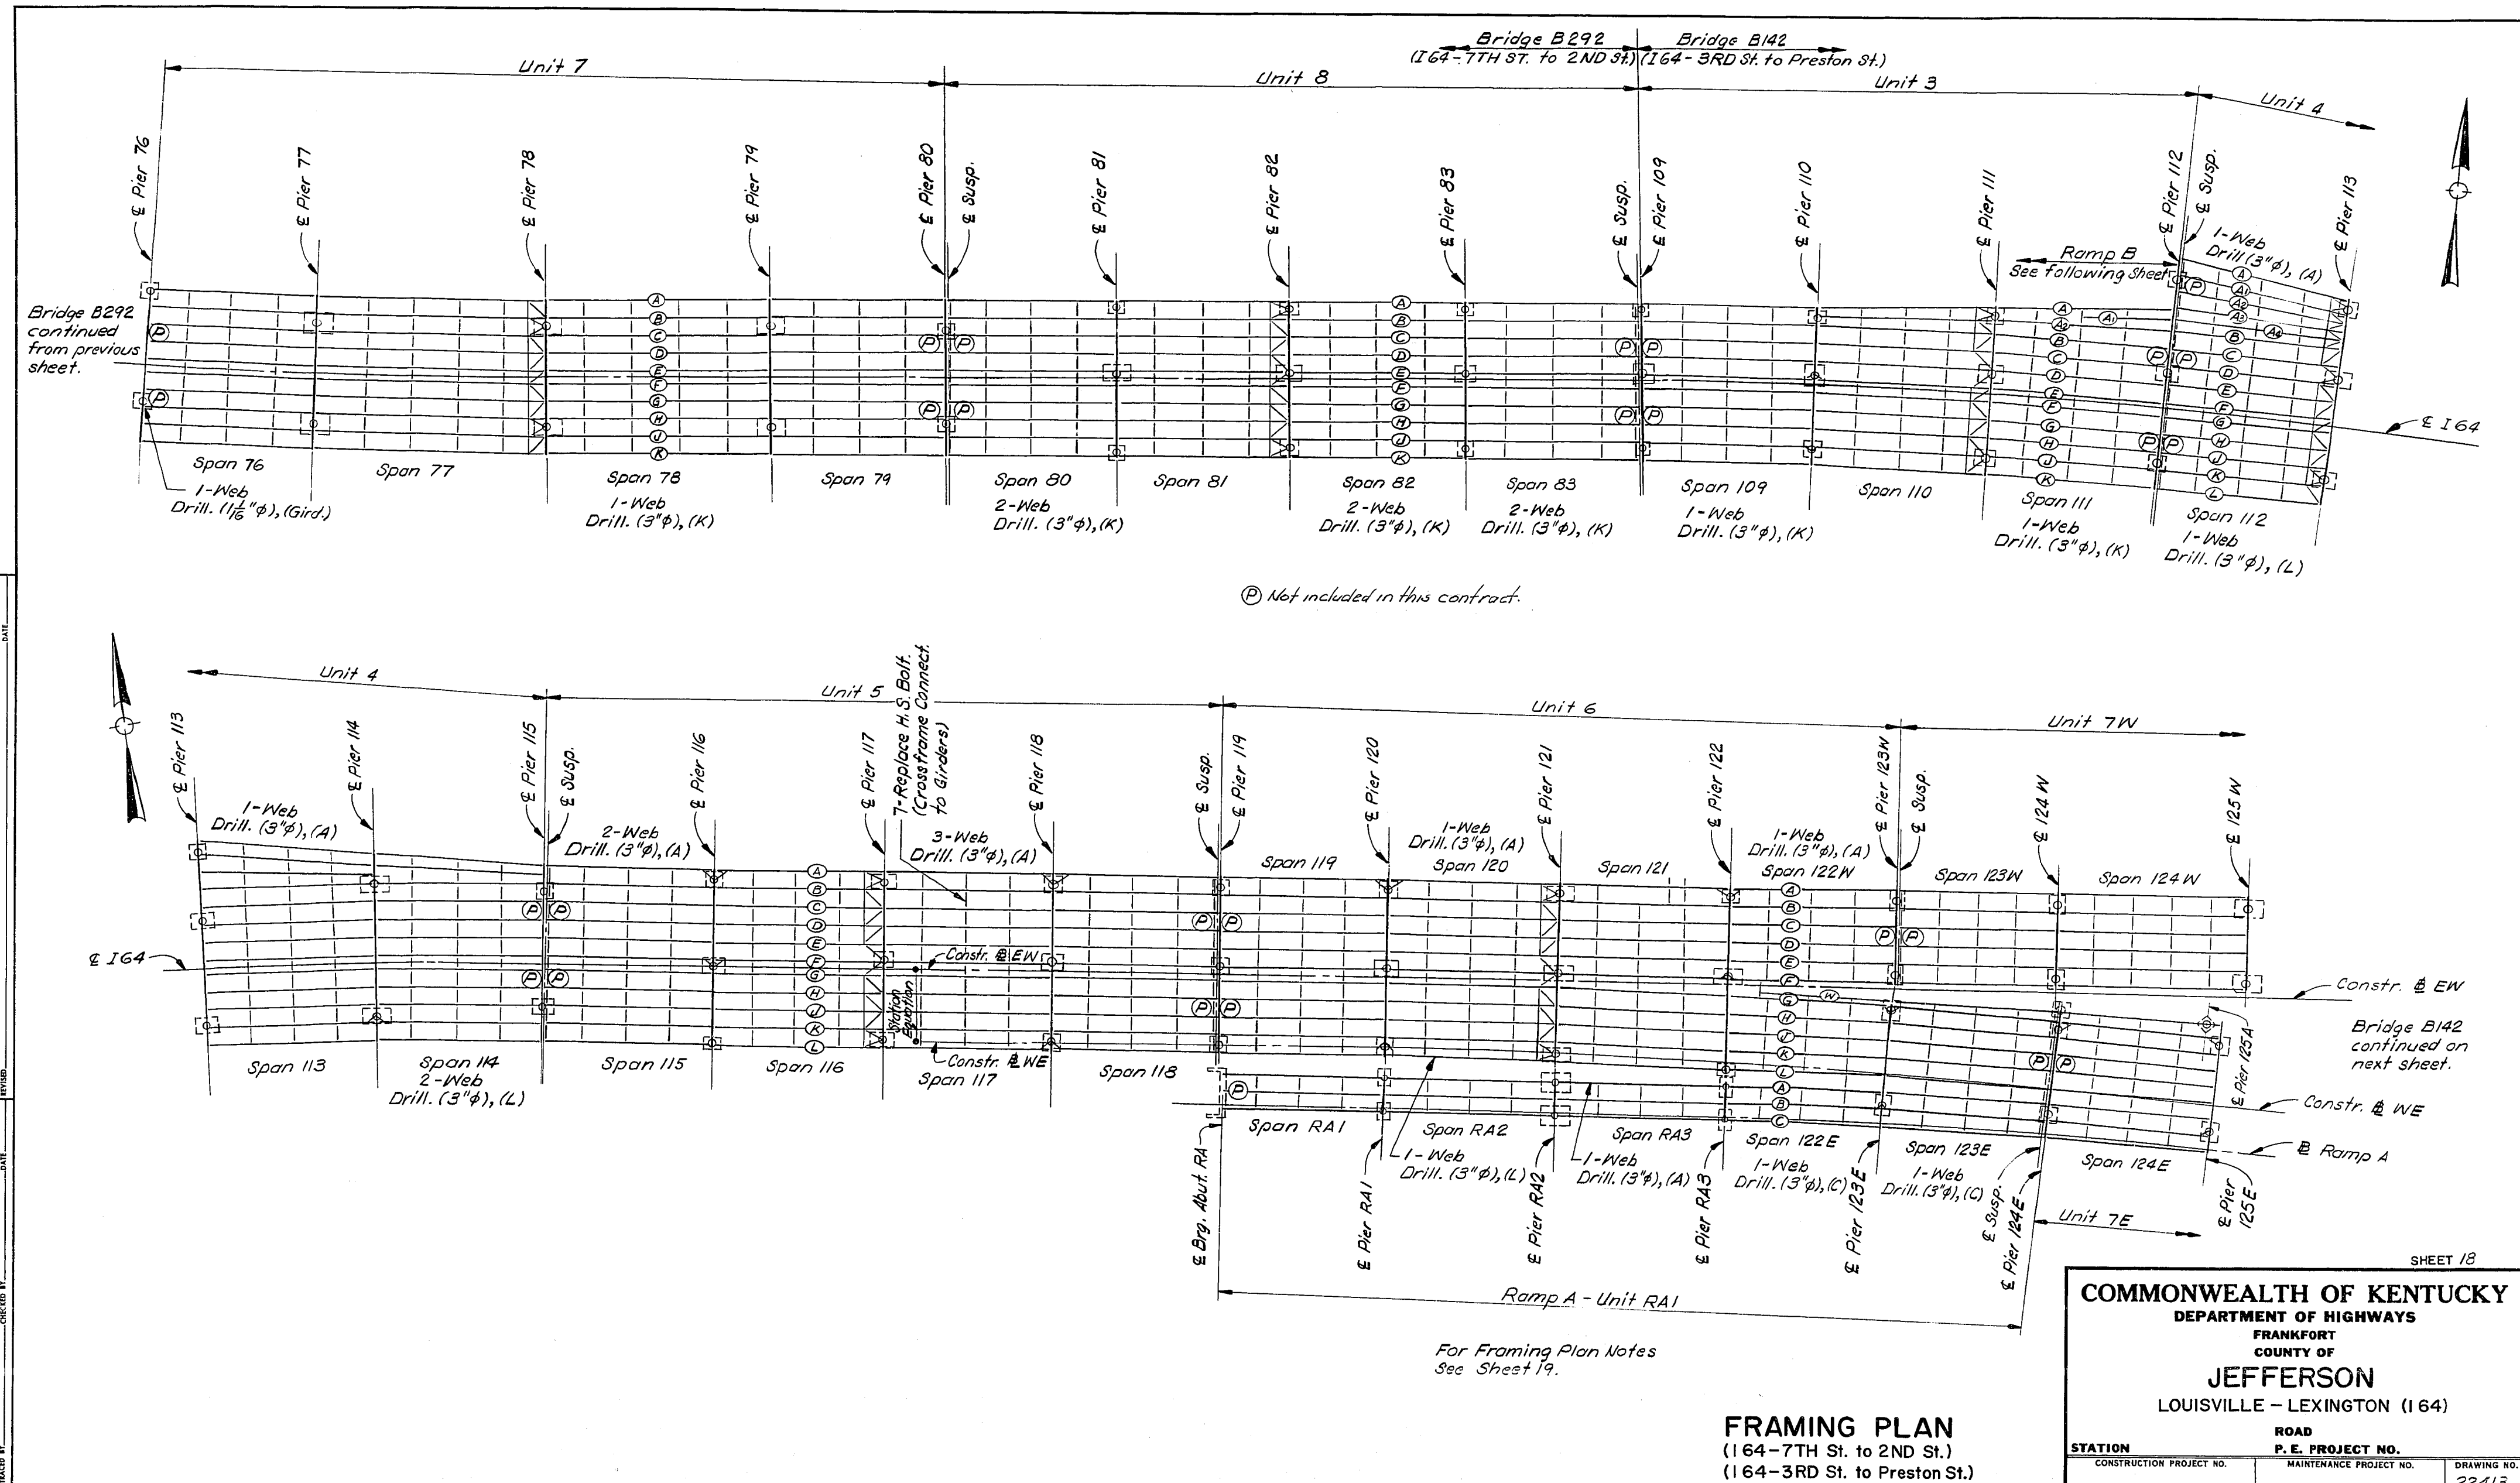 Bridge B292
Bridge B142
(I64-7TH ST. to 2ND St.)
(I64-3RD St. to Preston St.)
Unit 7
Unit 8
Unit 3
Unit 4
℄ Pier 76
℄ Pier 77
℄ Pier 78
℄ Pier 79
℄ Pier 80
℄ Susp.
℄ Pier 81
℄ Pier 82
℄ Pier 83
℄ Susp.
℄ Pier 109
℄ Pier 110
℄ Pier 111
℄ Pier 112
℄ Susp.
℄ Pier 113
Ramp B
See following Sheet
1-Web
Drill (3"φ), (A)
Bridge B292
continued
from previous
sheet.
P
P
A
B
C
D
E
F
G
H
J
K
P
P
P
P
A
B
C
D
E
F
G
H
J
K
P
P
P
P
A
A1
A2
B
C
D
E
F
G
H
J
K
P
P
P
P
P
A
A1
A2
A3
A4
B
C
D
E
F
G
H
J
K
L
℄ I64
Span 76
Span 77
Span 78
Span 79
Span 80
Span 81
Span 82
Span 83
Span 109
Span 110
Span 111
Span 112
1-Web
Drill. (1 1/16"φ), (Gird.)
1-Web
Drill. (3"φ), (K)
2-Web
Drill. (3"φ), (K)
2-Web
Drill. (3"φ), (K)
2-Web
Drill. (3"φ), (K)
1-Web
Drill. (3"φ), (K)
1-Web
Drill. (3"φ), (K)
1-Web
Drill. (3"φ), (L)
P Not included in this contract.
Unit 4
Unit 5
Unit 6
Unit 7W
℄ Pier 113
℄ Pier 114
℄ Pier 115
℄ Susp.
℄ Pier 116
℄ Pier 117
7-Replace H.S. Bolt.
(Crossframe Connect.
to Girders)
℄ Pier 118
℄ Susp.
℄ Pier 119
℄ Pier 120
℄ Pier 121
℄ Pier 122
℄ Pier 123W
℄ Susp.
℄ 124 W
℄ 125 W
1-Web
Drill. (3"φ), (A)
2-Web
Drill. (3"φ), (A)
3-Web
Drill. (3"φ), (A)
1-Web
Drill. (3"φ), (A)
1-Web
Drill. (3"φ), (A)
Span 119
Span 120
Span 121
Span 122W
Span 123W
Span 124W
P
P
P
P
A
B
C
D
E
F
G
H
J
K
L
P
P
P
P
A
B
C
D
E
F
G
W
H
J
K
L
A
B
C
P
P
P
P
P
℄ I64
Constr. ⅊ EW
Station
Equation
Constr. ⅊ WE
Constr. ⅊ EW
Bridge B142
continued on
next sheet.
℄ Pier 125A
Constr. ⅊ WE
⅊ Ramp A
Span 113
Span 114
2-Web
Drill. (3"φ), (L)
Span 115
Span 116
Span 117
Span 118
Span RA1
Span RA2
Span RA3
Span 122E
Span 123E
Span 124E
1-Web
Drill. (3"φ), (L)
1-Web
Drill. (3"φ), (A)
1-Web
Drill. (3"φ), (C)
1-Web
Drill. (3"φ), (C)
℄ Brg. Abut. RA
℄ Pier RA1
℄ Pier RA2
℄ Pier RA3
℄ Pier 123E
℄ Susp.
℄ Pier 124E
℄ Pier
125E
Unit 7E
Ramp A - Unit RA1
For Framing Plan Notes
See Sheet 19.
FRAMING PLAN
(I 64-7TH St. to 2ND St.)
(I 64-3RD St. to Preston St.)
SHEET 18
COMMONWEALTH OF KENTUCKY
DEPARTMENT OF HIGHWAYS
FRANKFORT
COUNTY OF
JEFFERSON
LOUISVILLE – LEXINGTON (I 64)
ROAD
STATION
P. E. PROJECT NO.
CONSTRUCTION PROJECT NO.
MAINTENANCE PROJECT NO.
DRAWING NO.
DATE
REVISED
DATE
CHECKED BY
TRACED BY